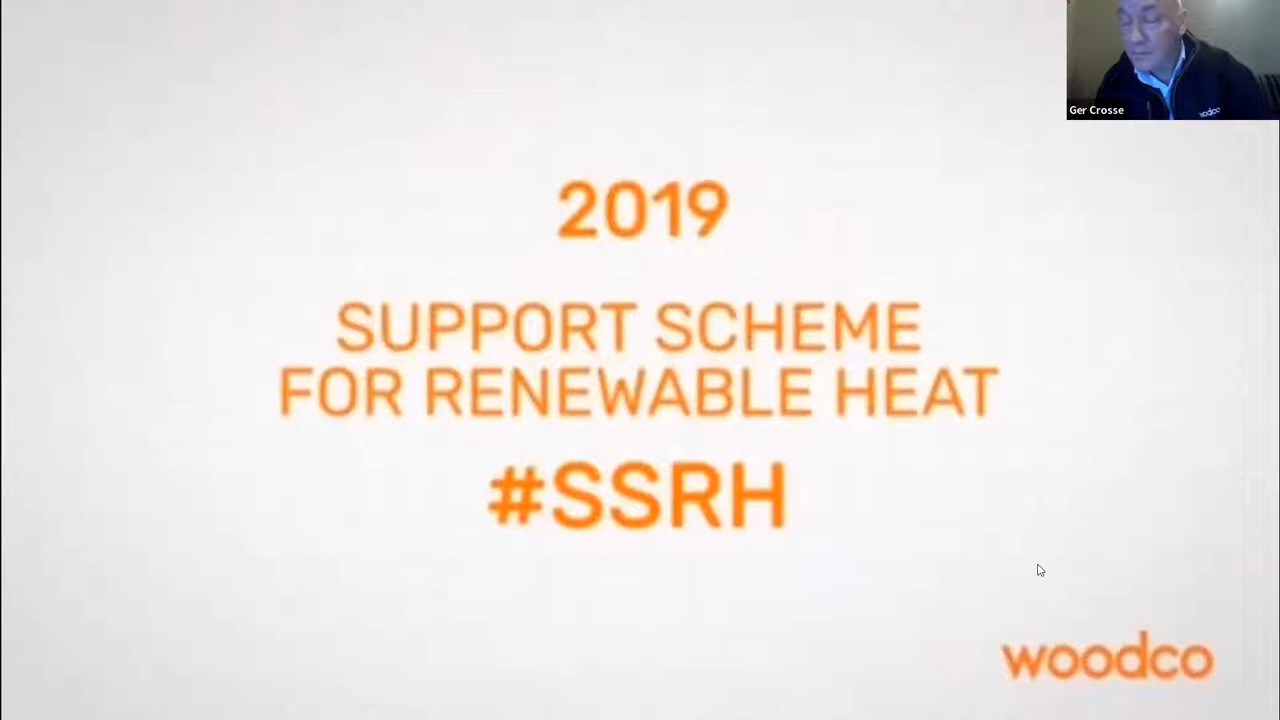 Ger Crosse
2019
SUPPORT SCHEME
FOR RENEWABLE HEAT
#SSRH
woodco